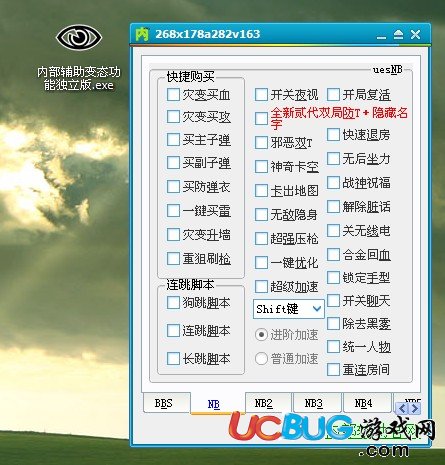 内部辅助变态功
能独立版.exe
268x178a282v163
uesNB
快捷购买
灾变买血
灾变买攻
买主子弹
买副子弹
买防弹衣
一键买雷
灾变升墙
重狙刷枪
连跳脚本
狗跳脚本
连跳脚本
长跳脚本
开关夜视
全新贰代双局防T+隐藏名
字
邪恶双T
神奇卡空
卡出地图
无敌隐身
超强压枪
一键优化
超级加速
Shift键
进阶加速
普通加速
开局复活
快速退房
无后坐力
战神祝福
解除脏话
关无线电
合金回血
锁定手型
开关聊天
除去黑雾
统一人物
重连房间
BBS
NB
NB2
NB3
NB4
NB5
UCBUG游戏网